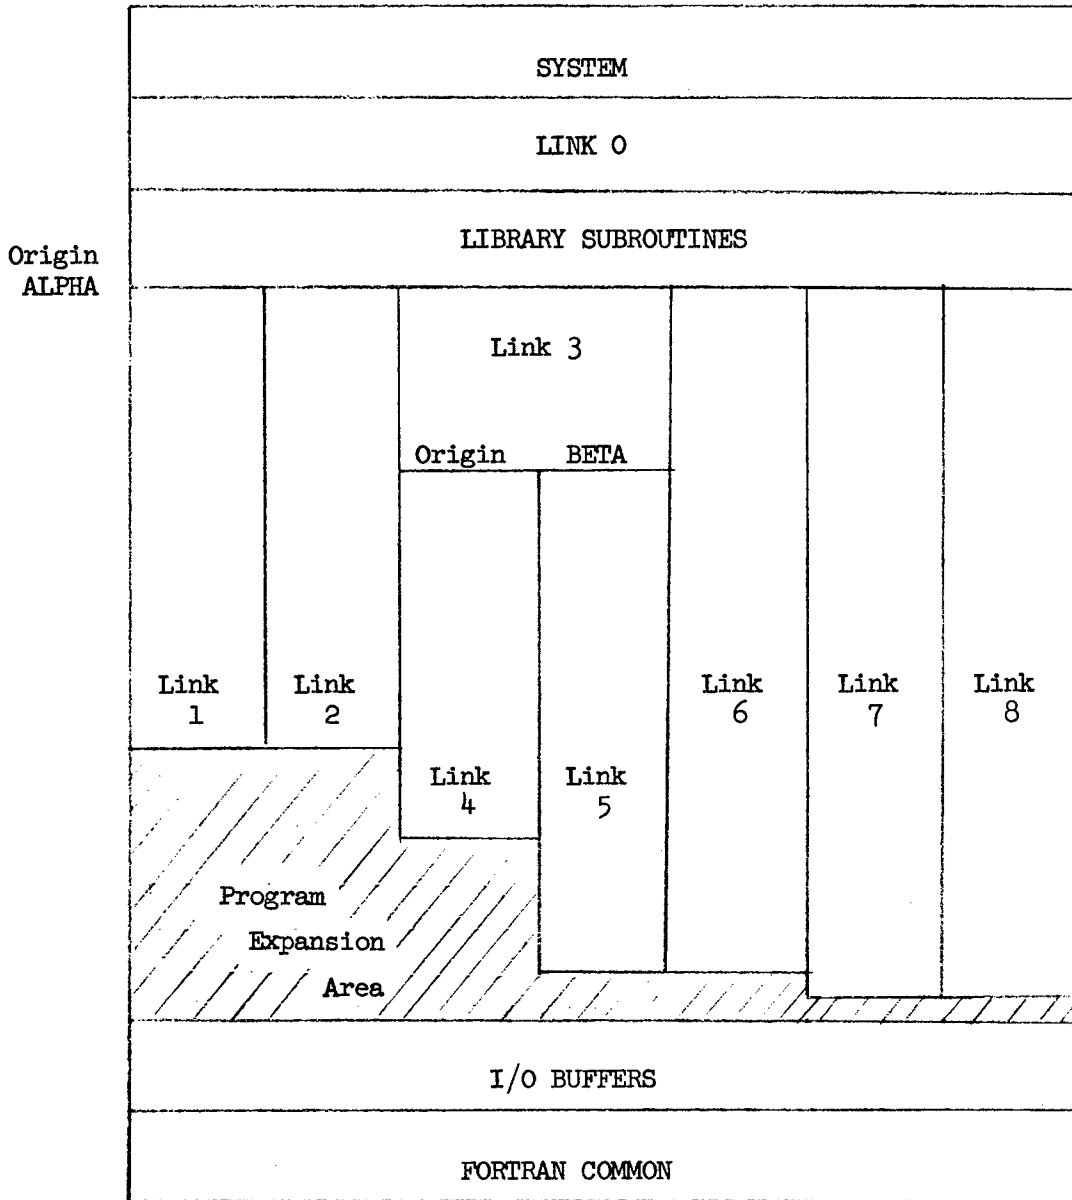 SYSTEM
LINK O
LIBRARY SUBROUTINES
Origin
ALPHA
Link 3
Origin BETA
Link
1
Link
2
Link
6
Link
7
Link
8
Link
4
Link
5
Program
Expansion
Area
I/O BUFFERS
FORTRAN COMMON